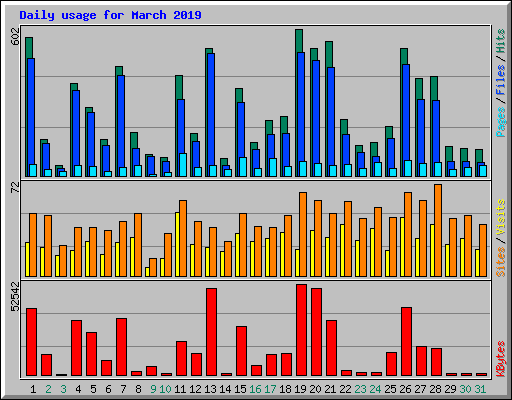 Daily usage for March 2019
602
Pages / Files / Hits
72
Sites / Visits
52542
KBytes
1 2 3 4 5 6 7 8 9 10 11 12 13 14 15 16 17 18 19 20 21 22 23 24 25 26 27 28 29 30 31